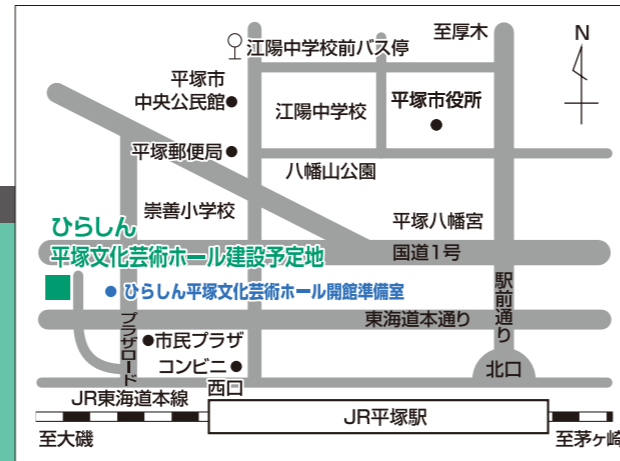 江陽中学校前バス停
至厚木
N
平塚市
中央公民館
江陽中学校
平塚市役所
平塚郵便局
八幡山公園
崇善小学校
平塚八幡宮
ひらしん
平塚文化芸術ホール建設予定地
国道1号
ひらしん平塚文化芸術ホール開館準備室
駅前通り
東海道本通り
プラザロード
市民プラザ
コンビニ
北口
西口
JR東海道本線
JR平塚駅
至大磯
至茅ヶ崎